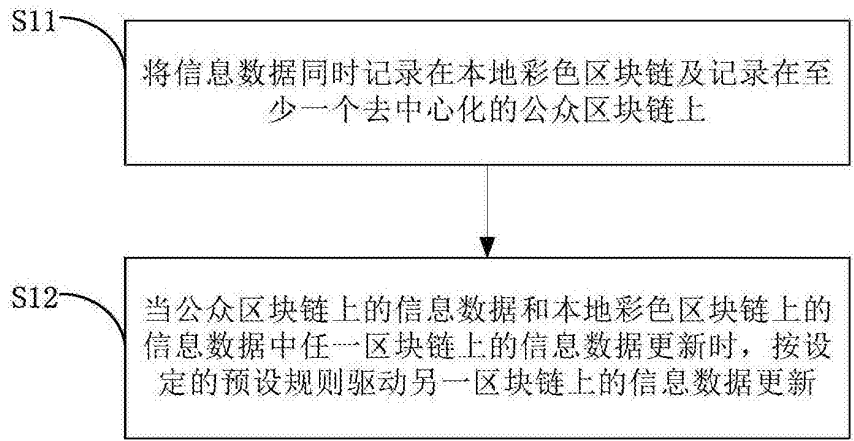 S11
将信息数据同时记录在本地彩色区块链及记录在至
少一个去中心化的公众区块链上
S12
当公众区块链上的信息数据和本地彩色区块链上的
信息数据中任一区块链上的信息数据更新时，按设
定的预设规则驱动另一区块链上的信息数据更新